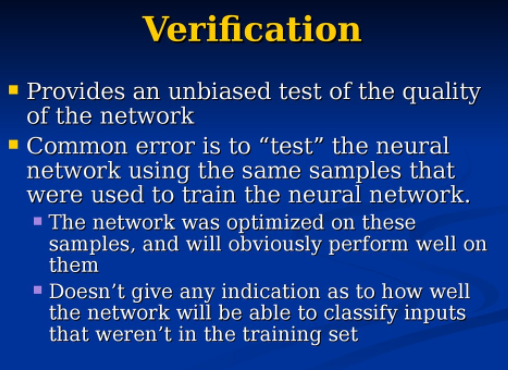 Verification
Provides an unbiased test of the quality
of the network
Common error is to “test” the neural
network using the same samples that
were used to train the neural network.
The network was optimized on these
samples, and will obviously perform well on
them
Doesn’t give any indication as to how well
the network will be able to classify inputs
that weren’t in the training set